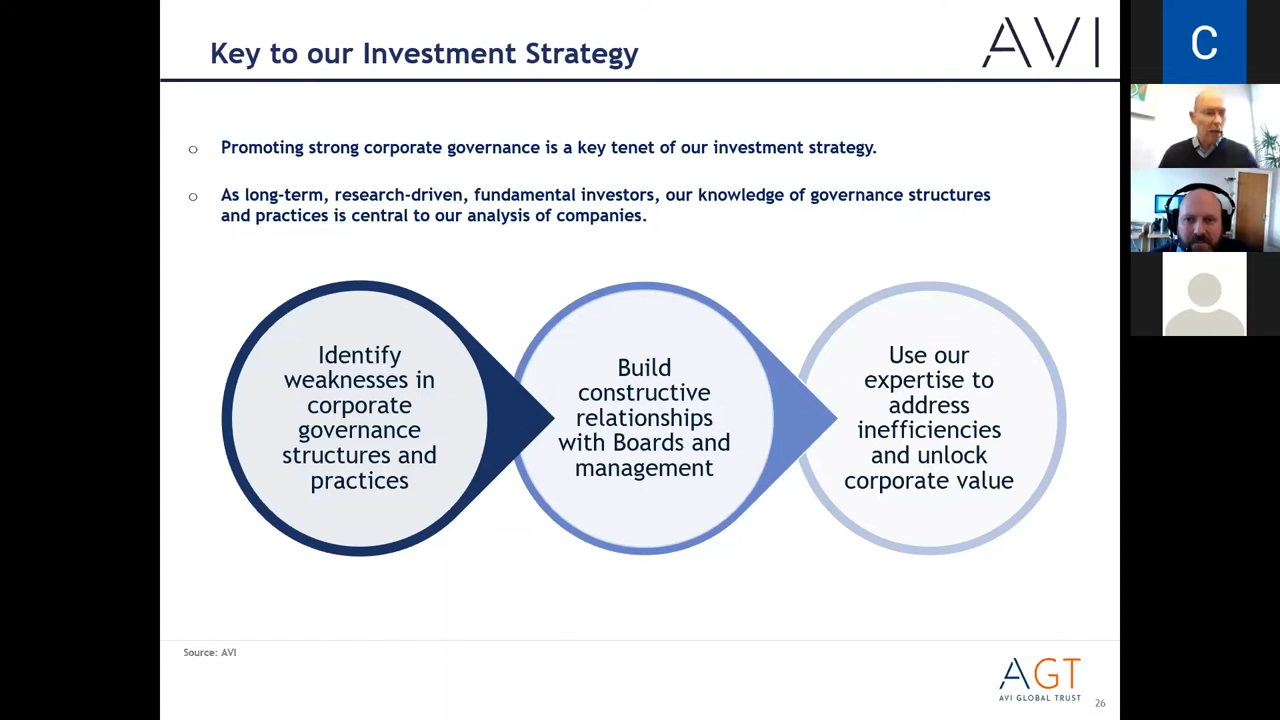 Key to our Investment Strategy
AVI
C
Promoting strong corporate governance is a key tenet of our investment strategy.
As long-term, research-driven, fundamental investors, our knowledge of governance structures
and practices is central to our analysis of companies.
Identify
weaknesses in
corporate
governance
structures and
practices
Build
constructive
relationships
with Boards and
management
Use our
expertise to
address
inefficiencies
and unlock
corporate value
Source: AVI
AGT
AVI GLOBAL TRUST
26